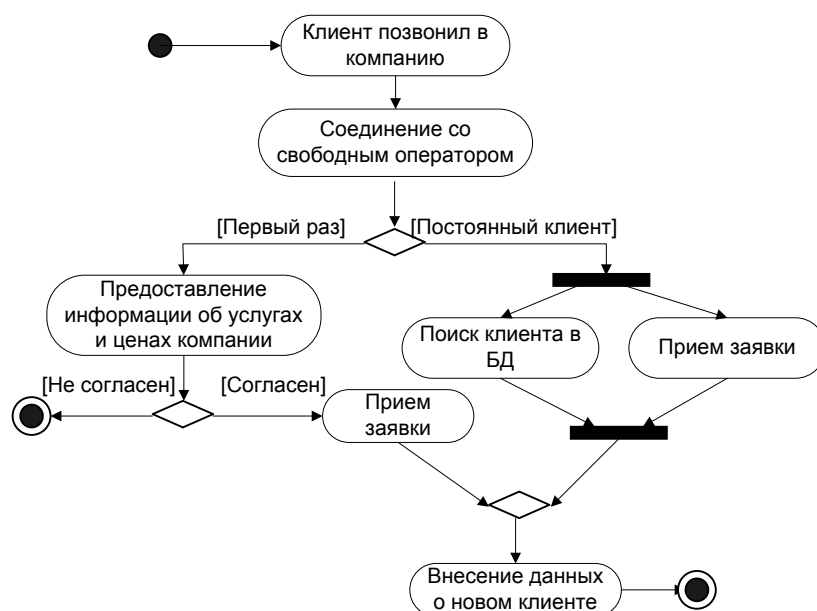 Клиент позвонил в
компанию
Соединение со
свободным оператором
[Первый раз]
[Постоянный клиент]
Предоставление
информации об услугах
и ценах компании
Поиск клиента в
БД
Прием заявки
[Не согласен]
[Согласен]
Прием
заявки
Внесение данных
о новом клиенте